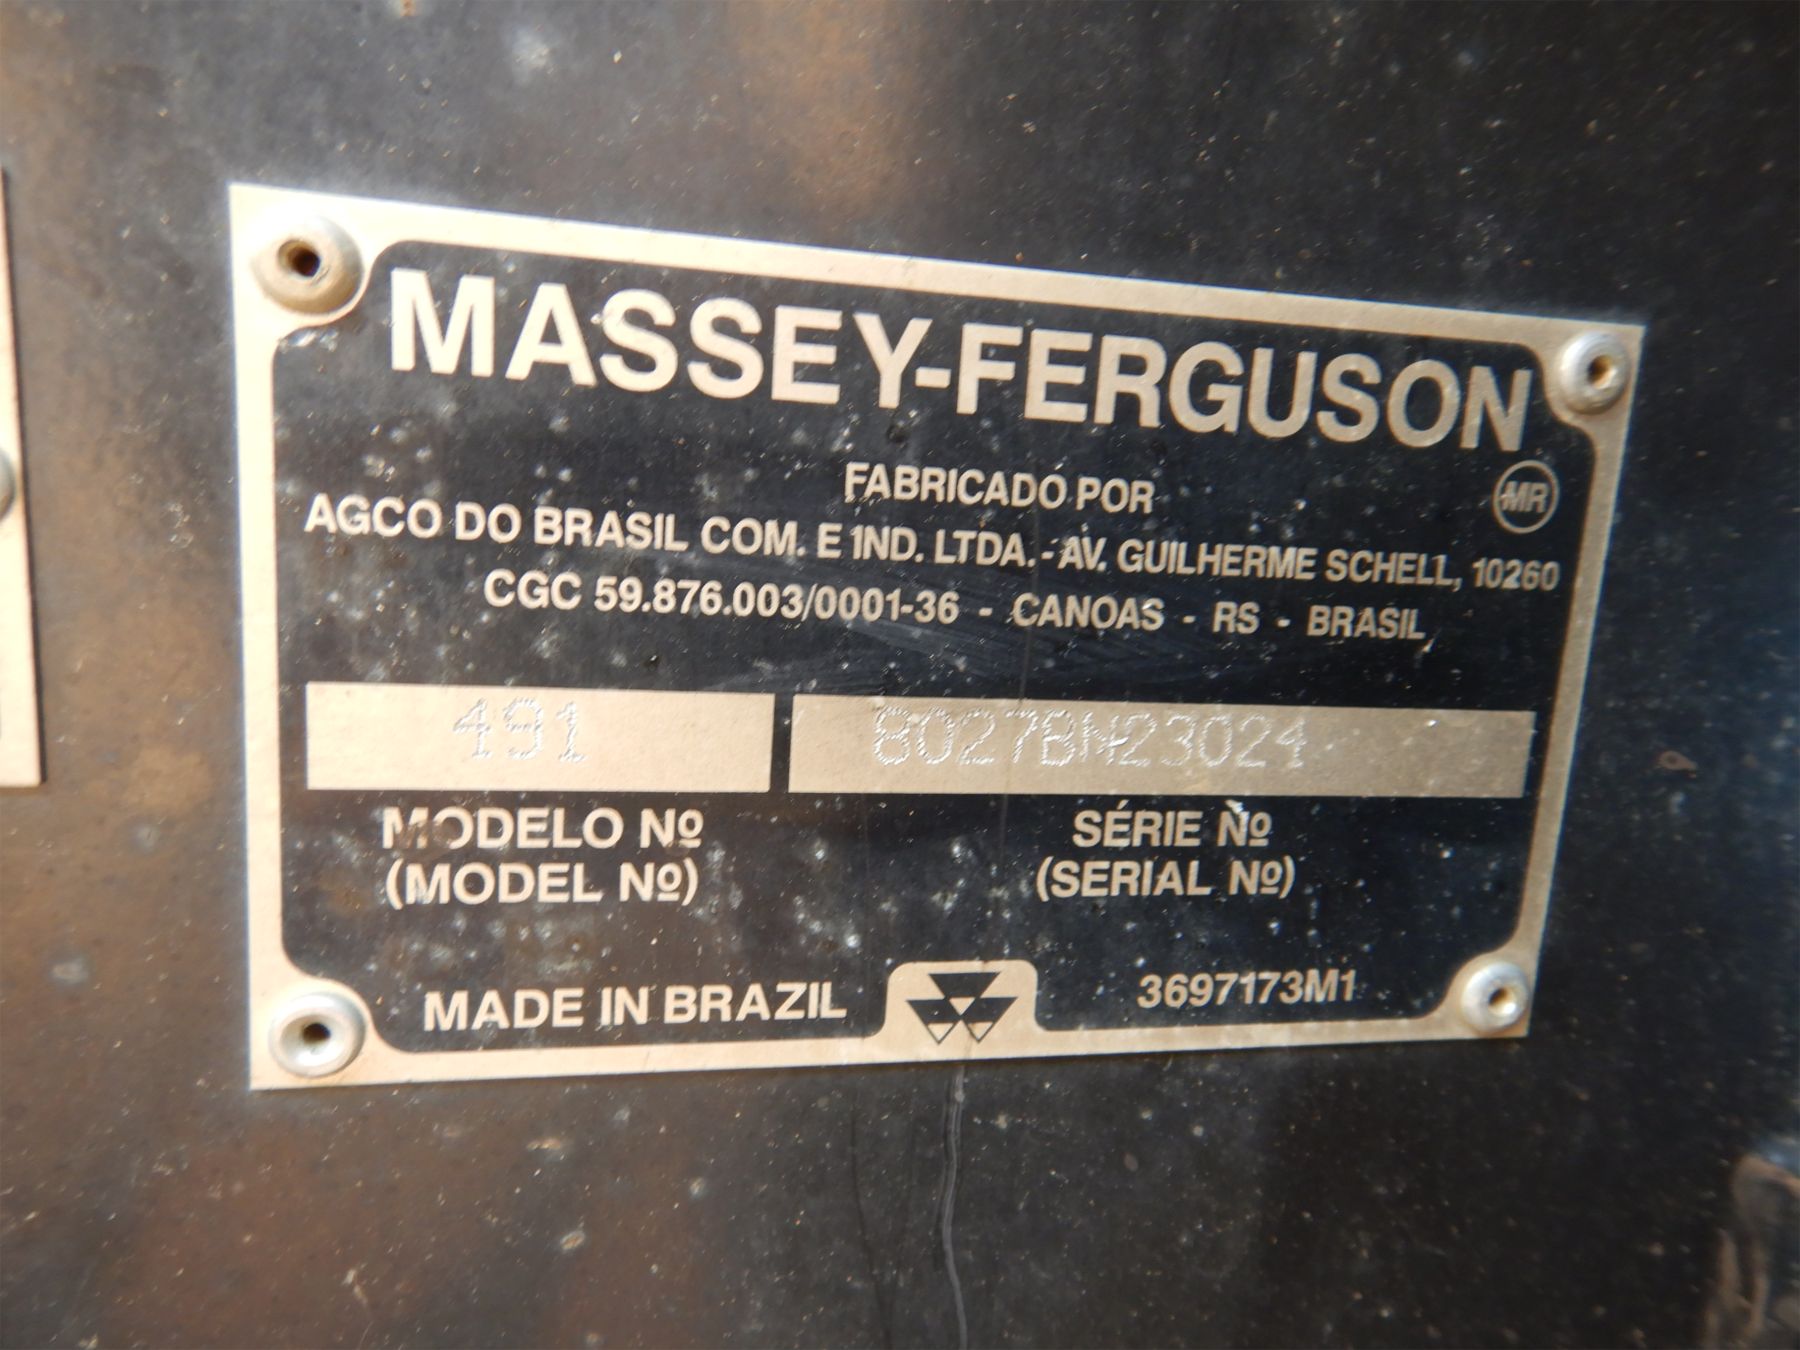 MASSEY-FERGUSON
MR
FABRICADO POR
AGCO DO BRASIL COM. E IND. LTDA. - AV. GUILHERME SCHELL, 10260
CGC 59.876.003/0001-36 - CANOAS - RS - BRASIL
491 8027BN23024
MODELO Nº SÉRIE Nº
(MODEL Nº) (SERIAL Nº)
MADE IN BRAZIL 3697173M1